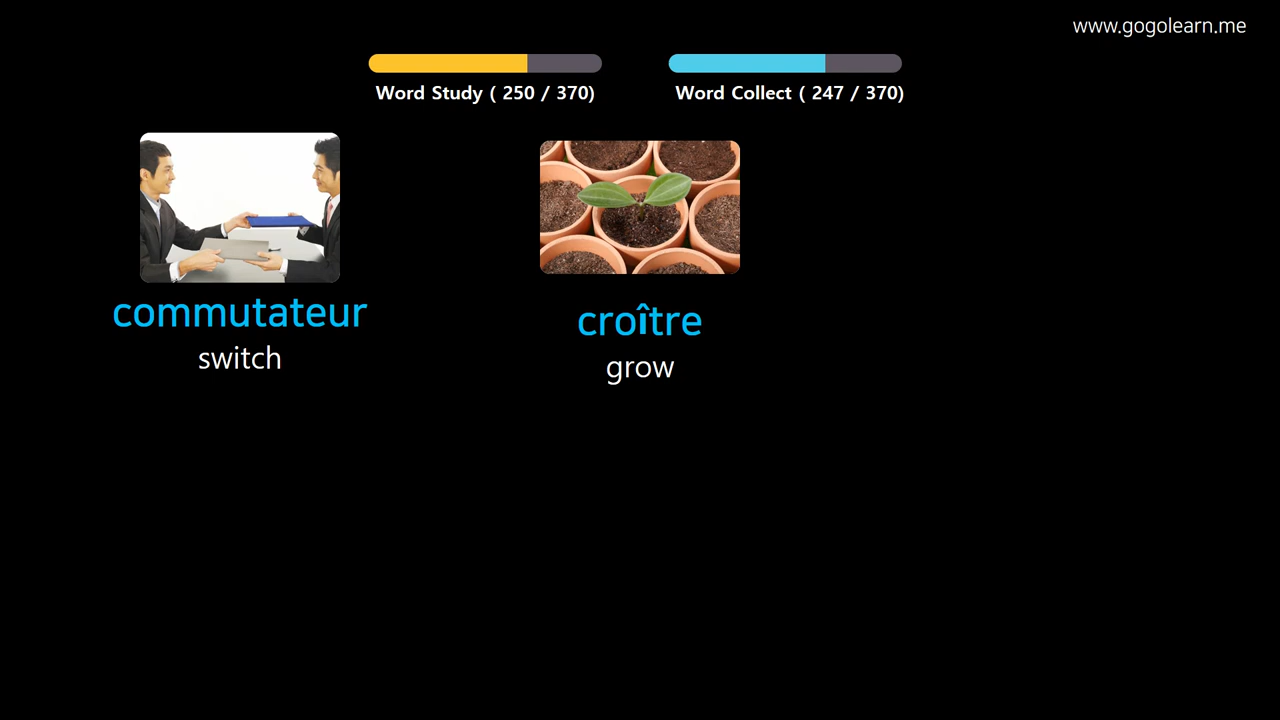 www.gogolearn.me
Word Study ( 250 / 370)
Word Collect ( 247 / 370)
commutateur
switch
croître
grow